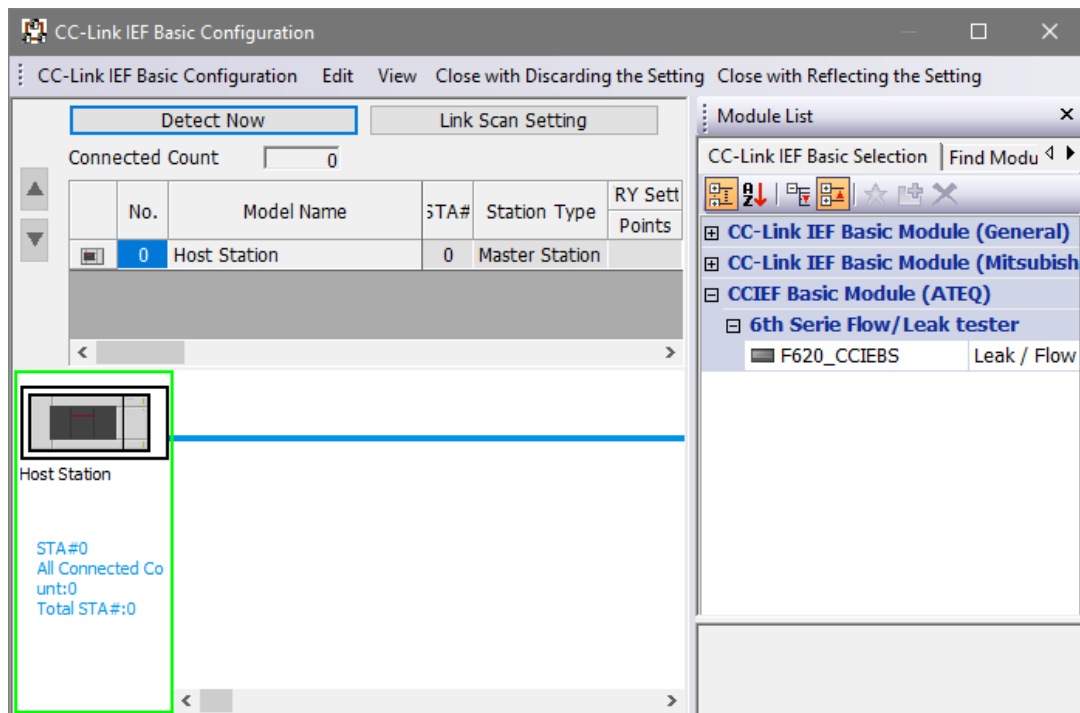 CC-Link IEF Basic Configuration
CC-Link IEF Basic Configuration Edit View Close with Discarding the Setting Close with Reflecting the Setting
Detect Now Link Scan Setting
Connected Count 0
No. Model Name STA# Station Type RY Sett
Points
0 Host Station 0 Master Station
Host Station
STA#0
All Connected Co
unt:0
Total STA#:0
Module List
CC-Link IEF Basic Selection Find Modu
CC-Link IEF Basic Module (General)
CC-Link IEF Basic Module (Mitsubish
CCIEF Basic Module (ATEQ)
6th Serie Flow/Leak tester
F620_CCIEBS Leak / Flow